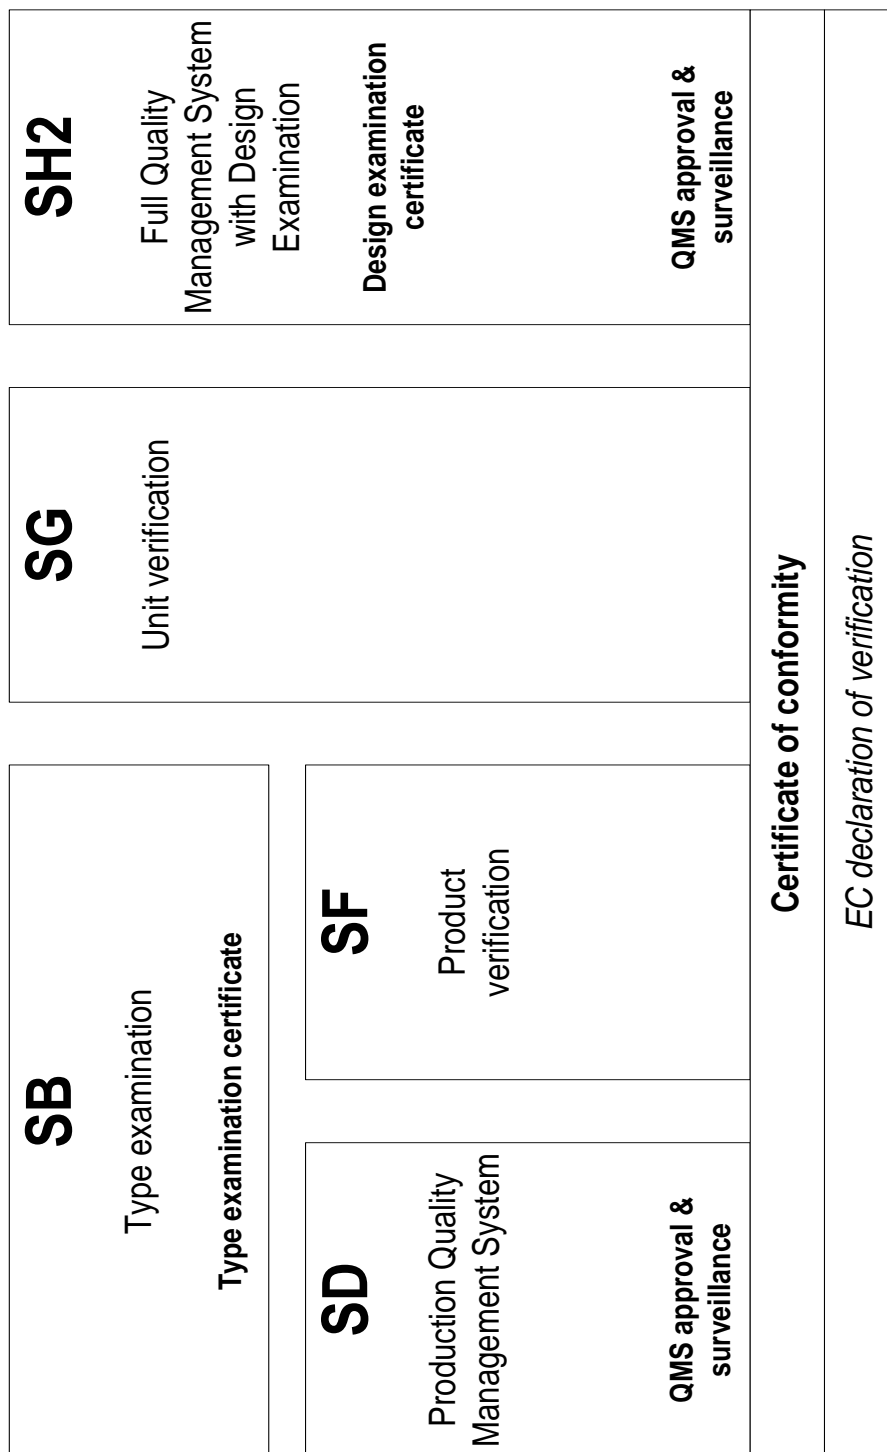 SB
Type examination
Type examination certificate
SD
Production Quality
Management System
QMS approval &
surveillance
SF
Product
verification
SG
Unit verification
SH2
Full Quality
Management System
with Design
Examination
Design examination
certificate
QMS approval &
surveillance
Certificate of conformity
EC declaration of verification